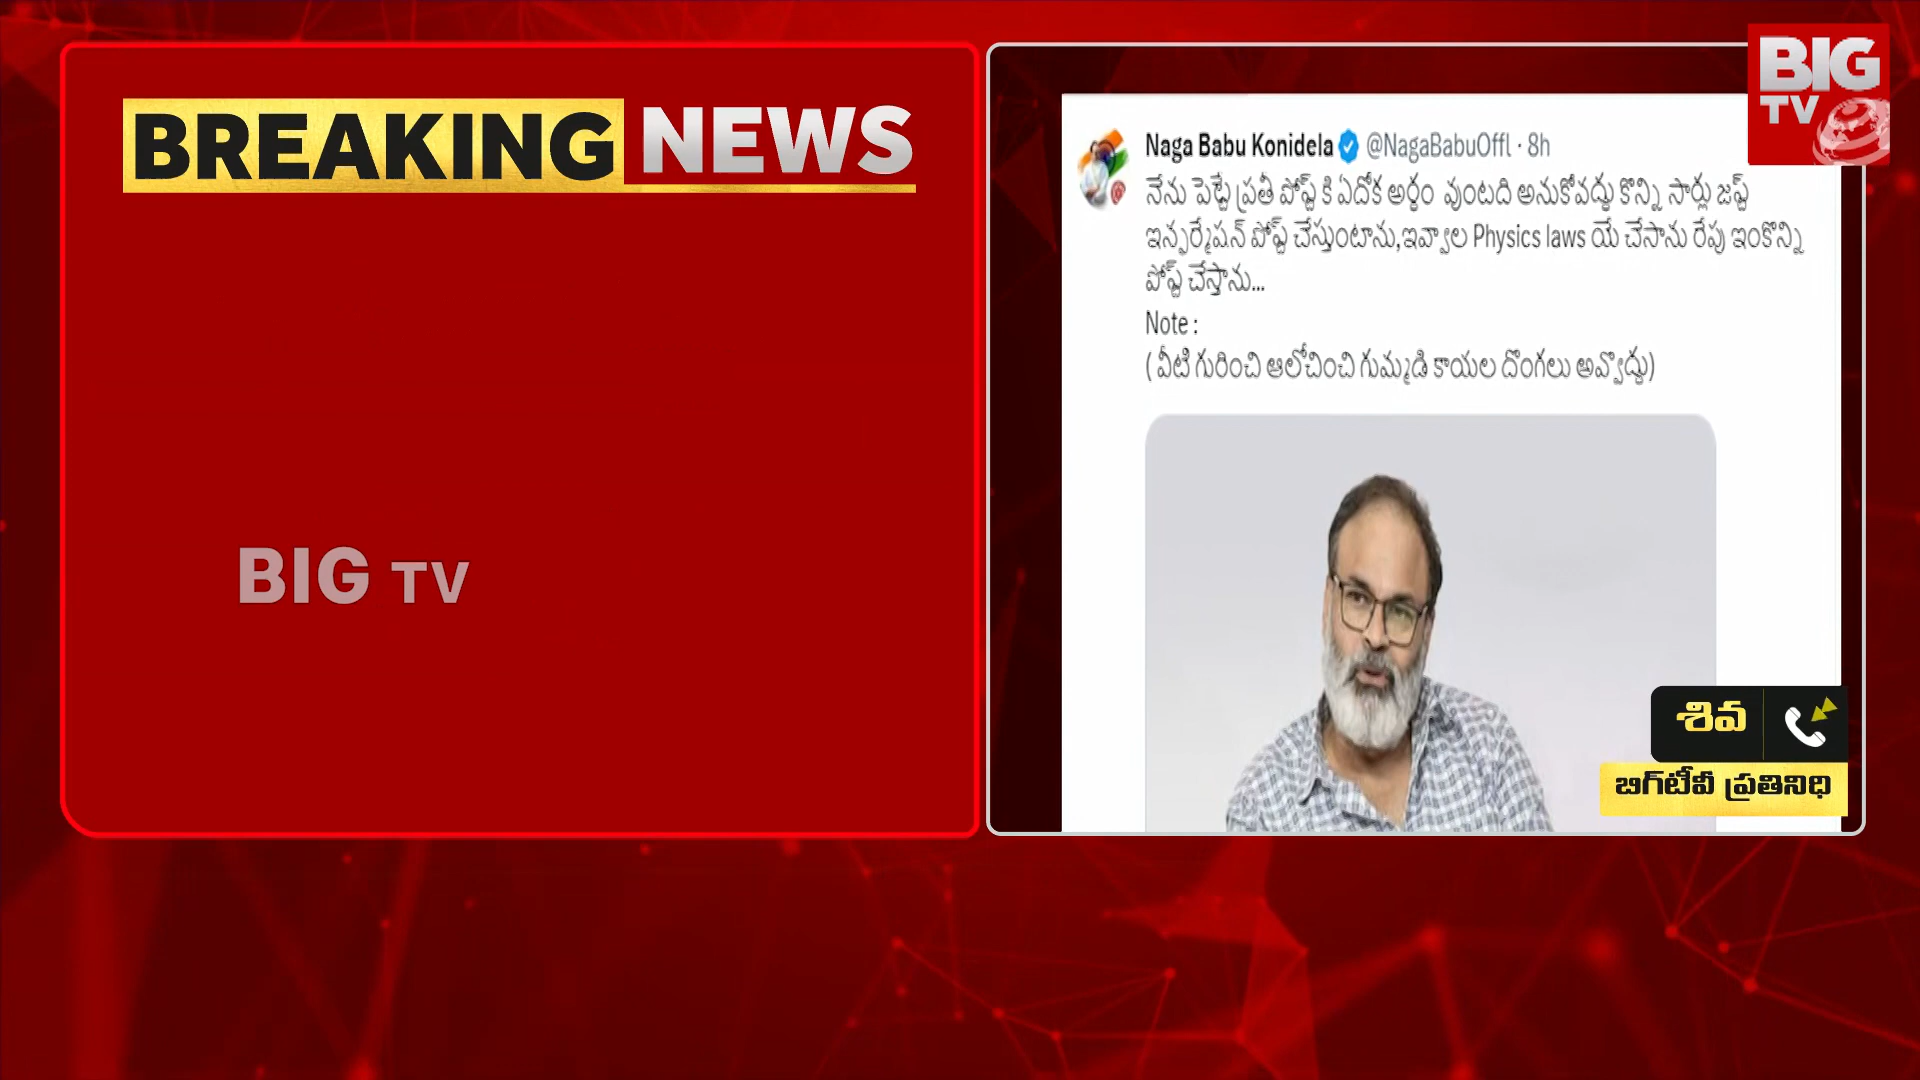 BREAKING NEWS
BIG TV
BIG
TV
Naga Babu Konidela @NagaBabuOffl · 8h
నేను పెట్టే ప్రతీ పోస్ట్ కి ఏదోక అర్థం వుంటది అనుకోవద్దు కొన్ని సార్లు జస్ట్
ఇన్ఫర్మేషన్ పోస్ట్ చేస్తుంటాను,ఇవ్వాల Physics laws యే చేసాను రేపు ఇంకొన్ని
పోస్ట్ చేస్తాను...
Note :
( వీటి గురించి ఆలోచించి గుమ్మడి కాయల దొంగలు అవ్వొద్దు)
శివ
బిగ్‌టీవీ ప్రతినిధి